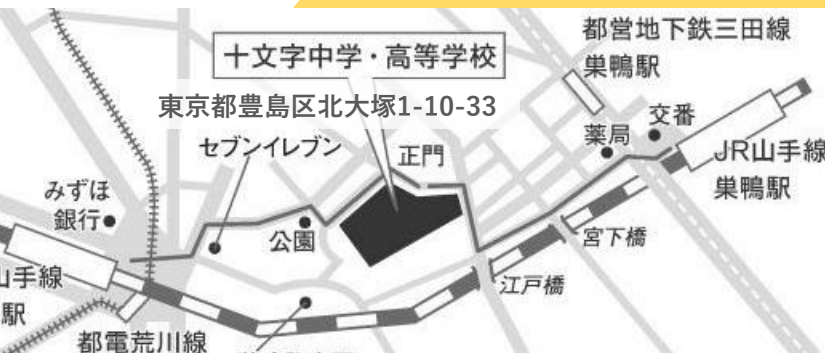 都営地下鉄三田線
巣鴨駅
十文字中学・高等学校
東京都豊島区北大塚1-10-33
交番
薬局
セブンイレブン
正門
JR山手線
巣鴨駅
みずほ
銀行
公園
宮下橋
江戸橋
山手線
駅
都電荒川線